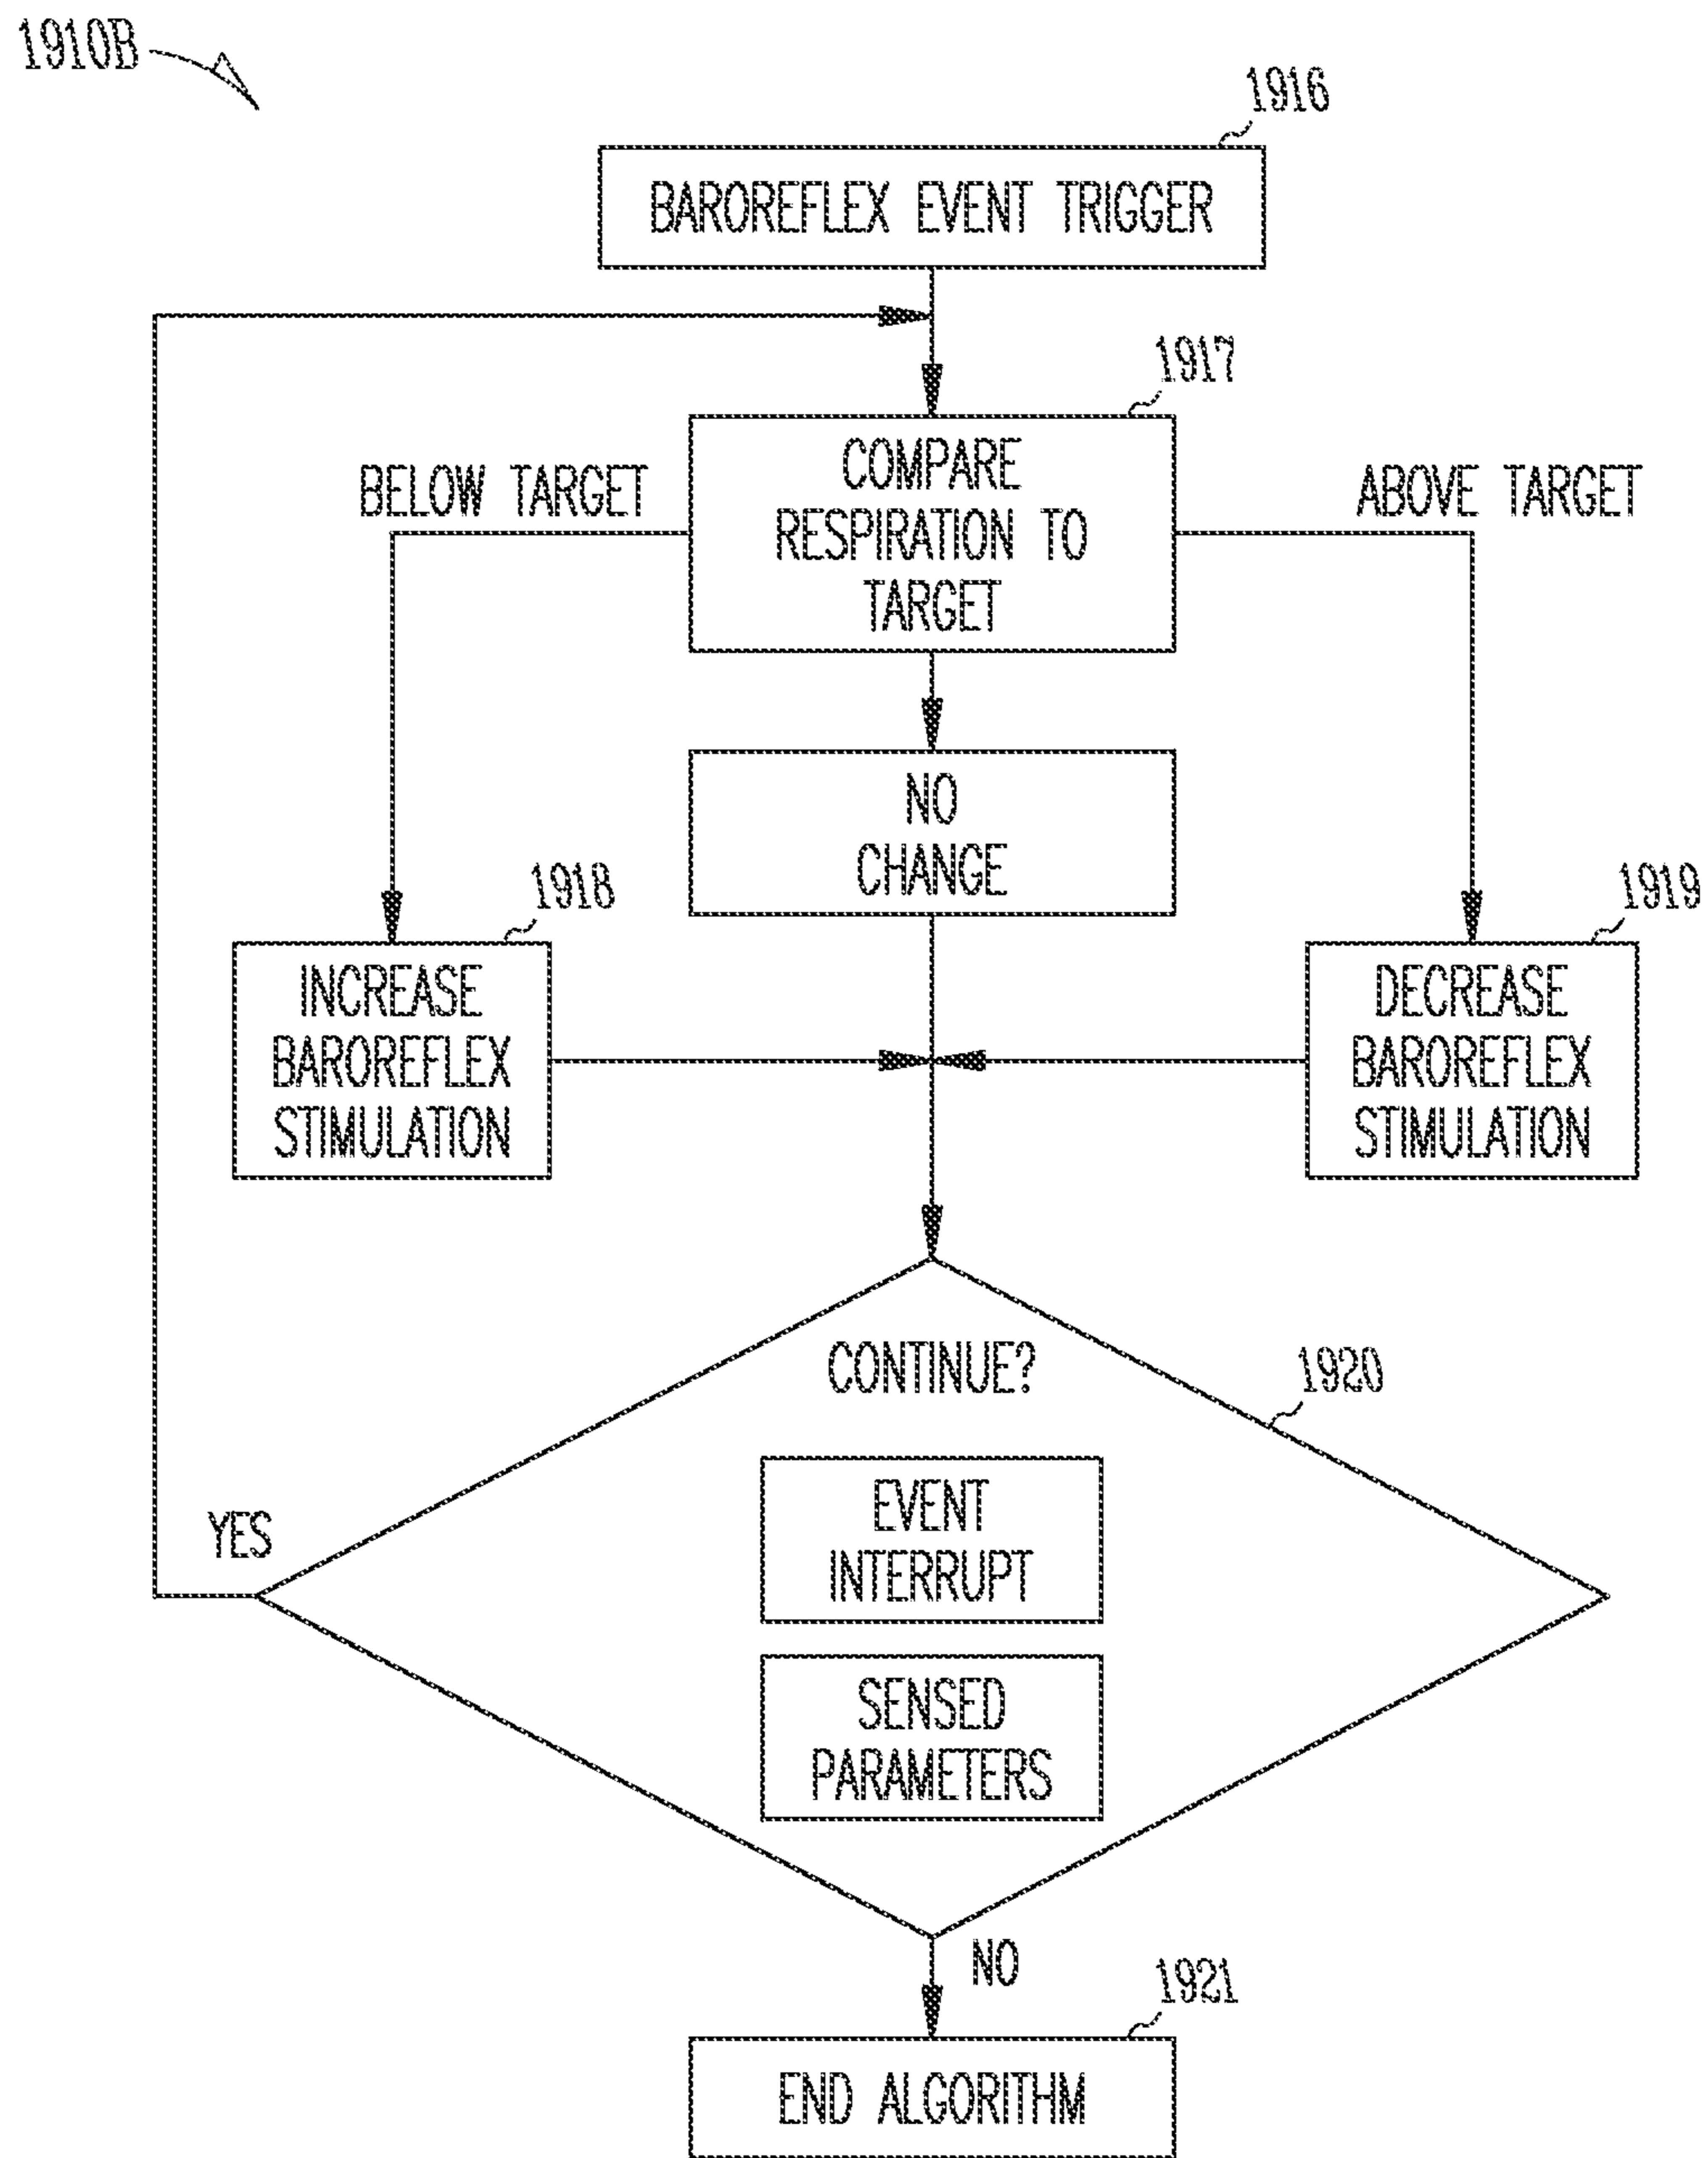 1910B
1916
BAROREFLEX EVENT TRIGGER
1917
COMPARE
RESPIRATION TO
TARGET
BELOW TARGET
ABOVE TARGET
NO
CHANGE
1918
INCREASE
BAROREFLEX
STIMULATION
1919
DECREASE
BAROREFLEX
STIMULATION
CONTINUE?
1920
EVENT
INTERRUPT
YES
SENSED
PARAMETERS
NO
1921
END ALGORITHM